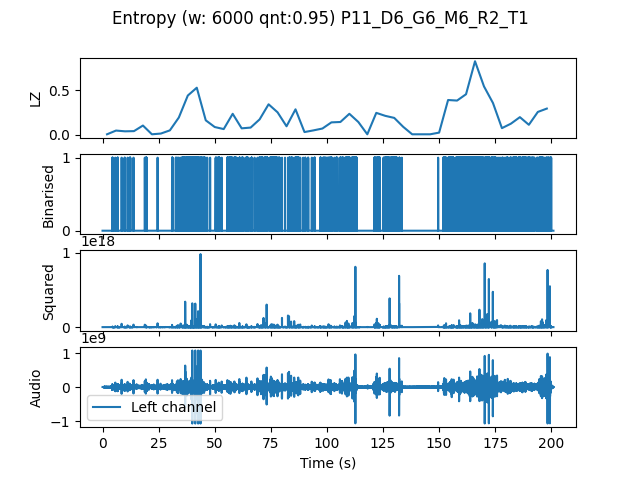 Entropy (w: 6000 qnt:0.95) P11_D6_G6_M6_R2_T1
LZ
0.5
0.0
Binarised
1
0
1e18
Squared
1
0
1e9
Audio
1
0
−1
Left channel
0 25 50 75 100 125 150 175 200
Time (s)